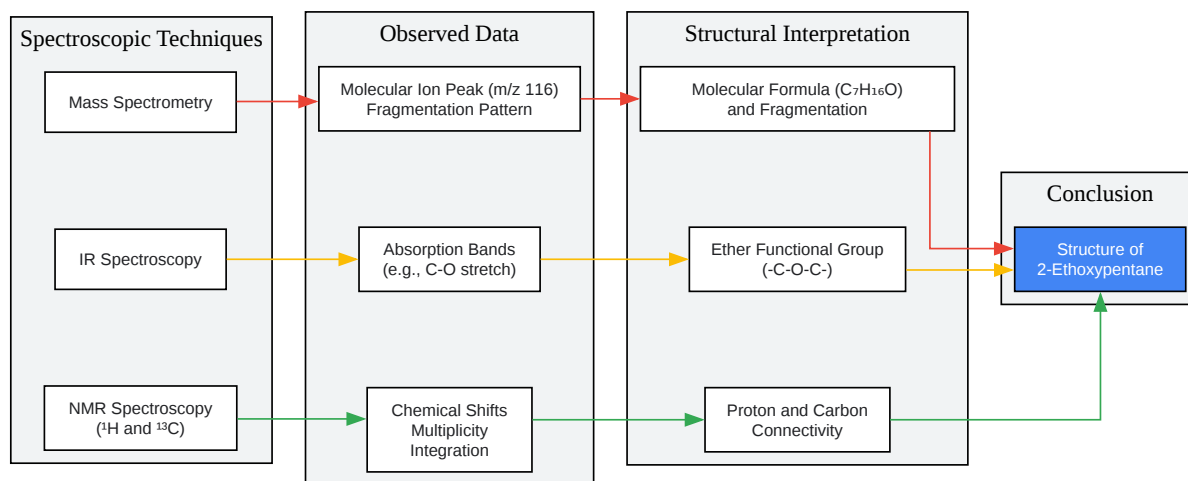 Spectroscopic Techniques
Mass Spectrometry
IR Spectroscopy
NMR Spectroscopy
(¹H and ¹³C)
Observed Data
Molecular Ion Peak (m/z 116)
Fragmentation Pattern
Absorption Bands
(e.g., C-O stretch)
Chemical Shifts
Multiplicity
Integration
Structural Interpretation
Molecular Formula (C₇H₁₆O)
and Fragmentation
Ether Functional Group
(-C-O-C-)
Proton and Carbon
Connectivity
Conclusion
Structure of
2-Ethoxypentane